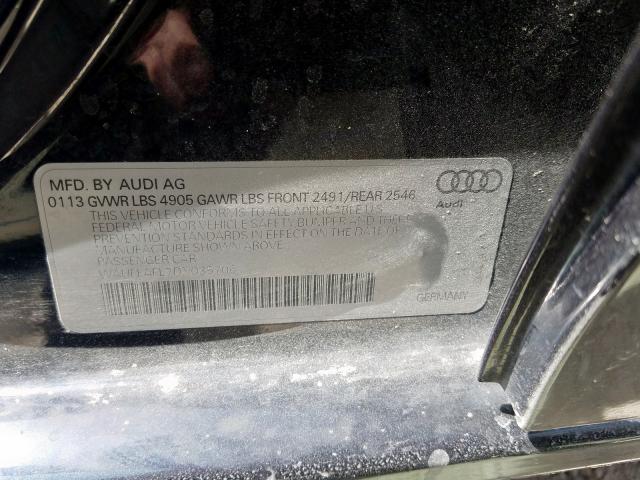 MFD. BY AUDI AG
0113 GVWR LBS 4905 GAWR LBS FRONT 2491/REAR 2546
THIS VEHICLE CONFORMS TO ALL APPLICABLE U.S.
FEDERAL MOTOR VEHICLE SAFETY, BUMPER AND THEFT
PREVENTION STANDARDS IN EFFECT ON THE DATE OF
MANUFACTURE SHOWN ABOVE.
PASSENGER CAR
Audi
GERMANY